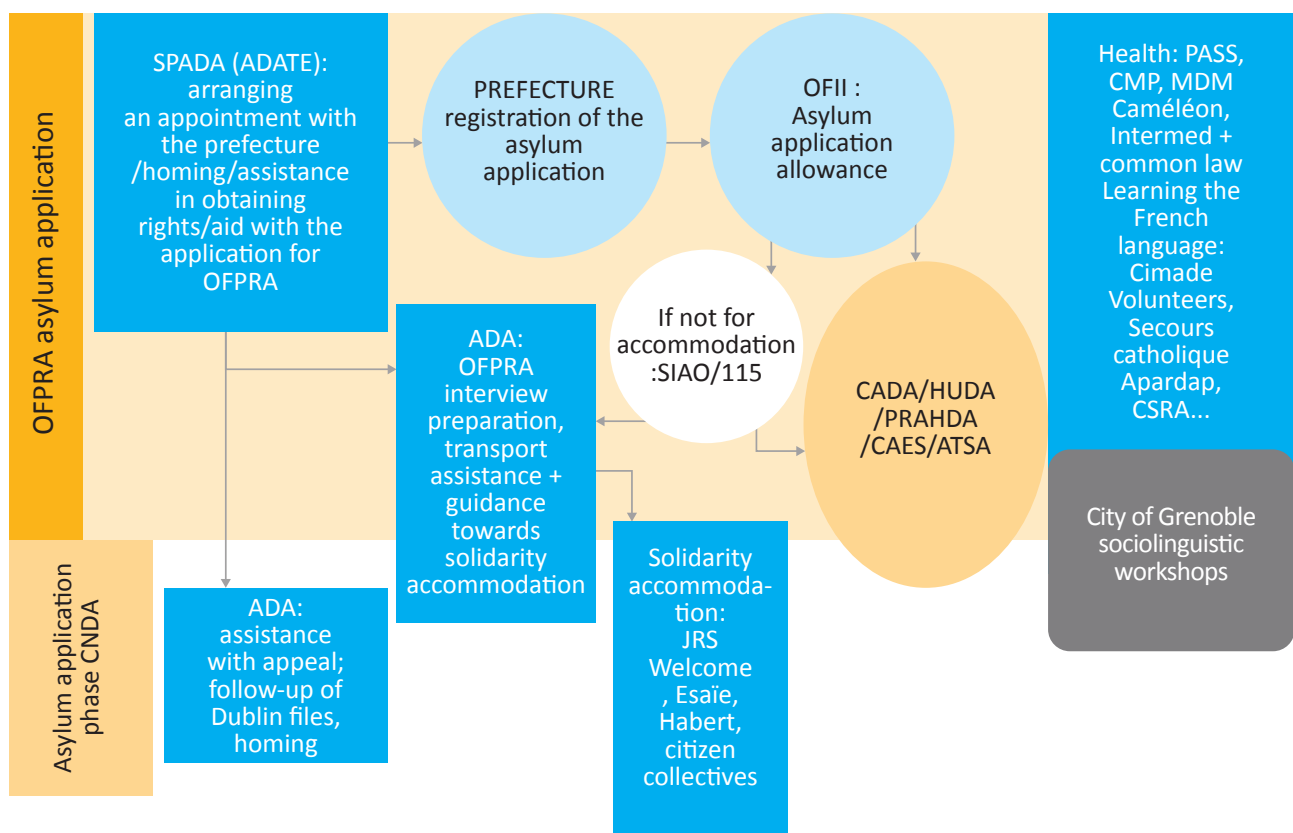 OFPRA asylum application
SPADA (ADATE):
arranging
an appointment with
the prefecture
/homing/assistance
in obtaining
rights/aid with the
application for
OFPRA
PREFECTURE
registration of the
asylum
application
OFII :
Asylum
application
allowance
Health: PASS,
CMP, MDM
Caméléon,
Intermed +
common law
Learning the
French
language:
Cimade
Volunteers,
Secours
catholique
Apardap,
CSRA...
If not for
accommodation
:SIAO/115
ADA:
OFPRA
interview
preparation,
transport
assistance +
guidance
towards
solidarity
accommodation
CADA/HUDA
/PRAHDA
/CAES/ATSA
City of Grenoble
sociolinguistic
workshops
Asylum application
phase CNDA
ADA:
assistance
with appeal;
follow-up of
Dublin files,
homing
Solidarity
accommoda-
tion:
JRS
Welcome
, Esaïe,
Habert,
citizen
collectives